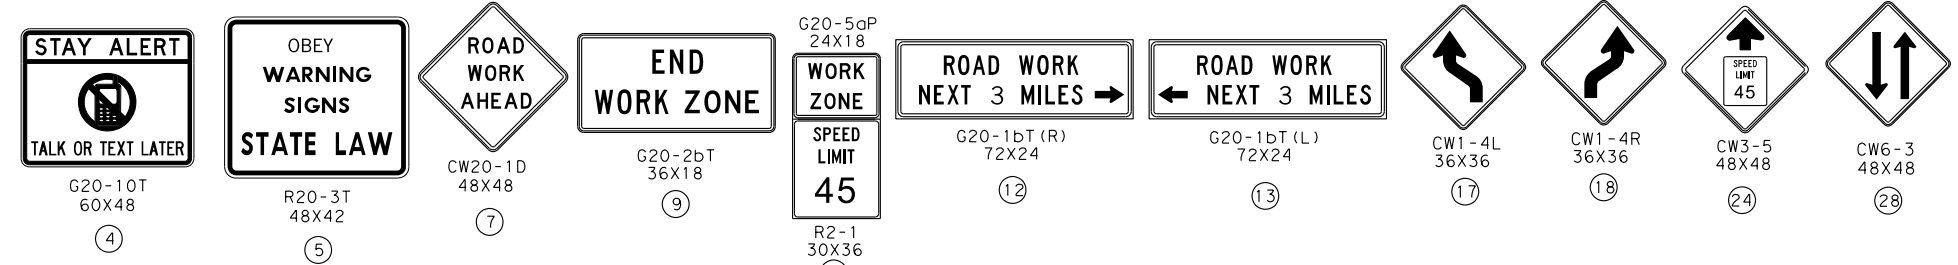 STAY ALERT
TALK OR TEXT LATER
G20-10T
60X48
4
OBEY
WARNING
SIGNS
STATE LAW
R20-3T
48X42
5
ROAD
WORK
AHEAD
CW20-1D
48X48
7
END
WORK ZONE
G20-2bT
36X18
9
G20-5aP
24X18
WORK
ZONE
SPEED
LIMIT
45
R2-1
30X36
ROAD WORK
NEXT 3 MILES
G20-1bT(R)
72X24
12
ROAD WORK
NEXT 3 MILES
G20-1bT(L)
72X24
13
CW1-4L
36X36
17
CW1-4R
36X36
18
SPEED
LIMIT
45
CW3-5
48X48
24
CW6-3
48X48
28